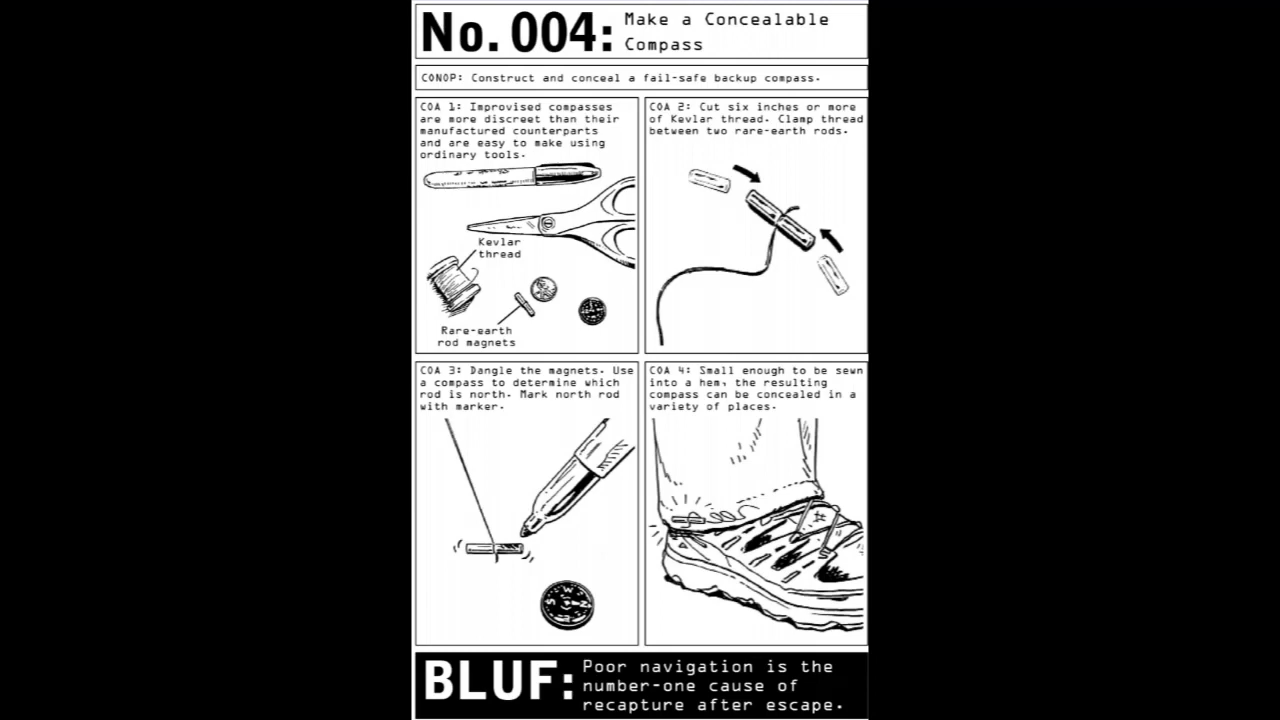 No. 004:
Make a Concealable
Compass
CONOP: Construct and conceal a fail-safe backup compass.
COA 1: Improvised compasses
are more discreet than their
manufactured counterparts
and are easy to make using
ordinary tools.
Kevlar
thread
Rare-earth
rod magnets
COA 2: Cut six inches or more
of Kevlar thread. Clamp thread
between two rare-earth rods.
COA 3: Dangle the magnets. Use
a compass to determine which
rod is north. Mark north rod
with marker.
W
S
N
COA 4: Small enough to be sewn
into a hem, the resulting
compass can be concealed in a
variety of places.
BLUF:
Poor navigation is the
number-one cause of
recapture after escape.